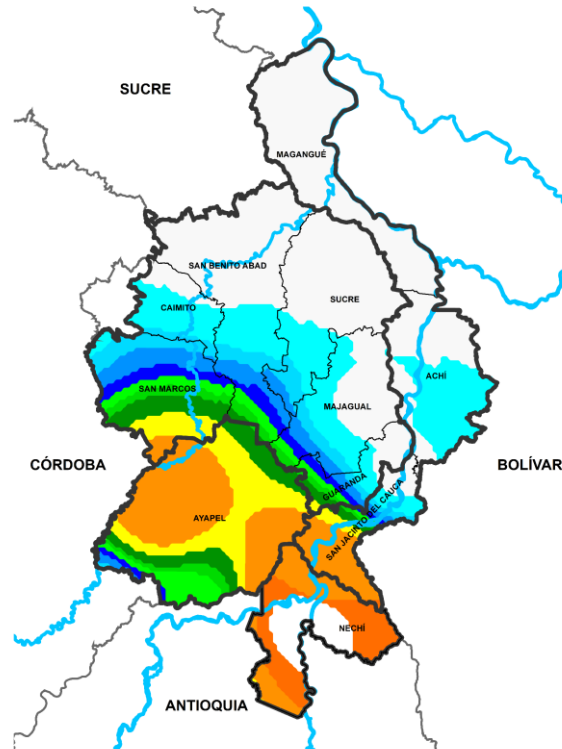 SUCRE
MAGANGUÉ
SAN BENITO ABAD
SUCRE
CAIMITO
ACHÍ
SAN MARCOS
MAJAGUAL
CÓRDOBA
BOLÍVAR
GUARANDA
SAN JACINTO DEL CAUCA
AYAPEL
NECHÍ
ANTIOQUIA